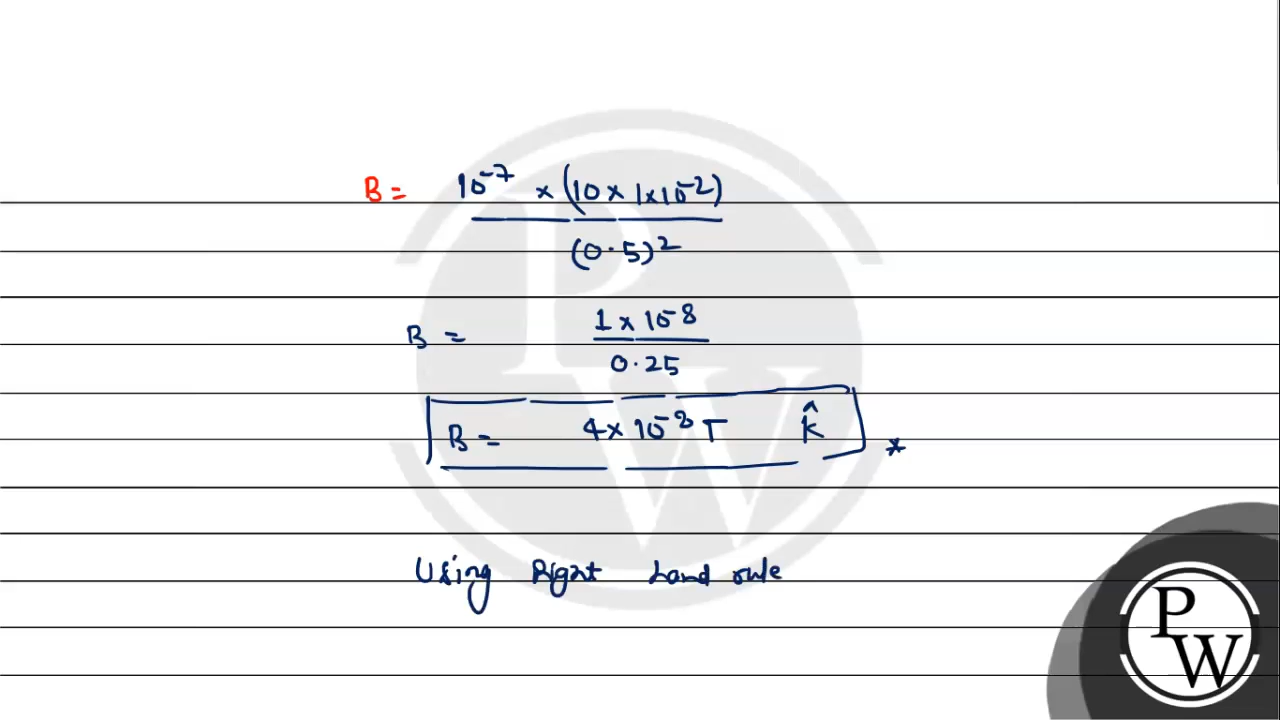 B = 10⁻⁷ × (10 × 1×10⁻²)
(0.5)²
B = 1 × 10⁻⁸
0.25
B = 4× 10⁻⁸ T k̂ *
Using Right hand rule
P
W
P
W